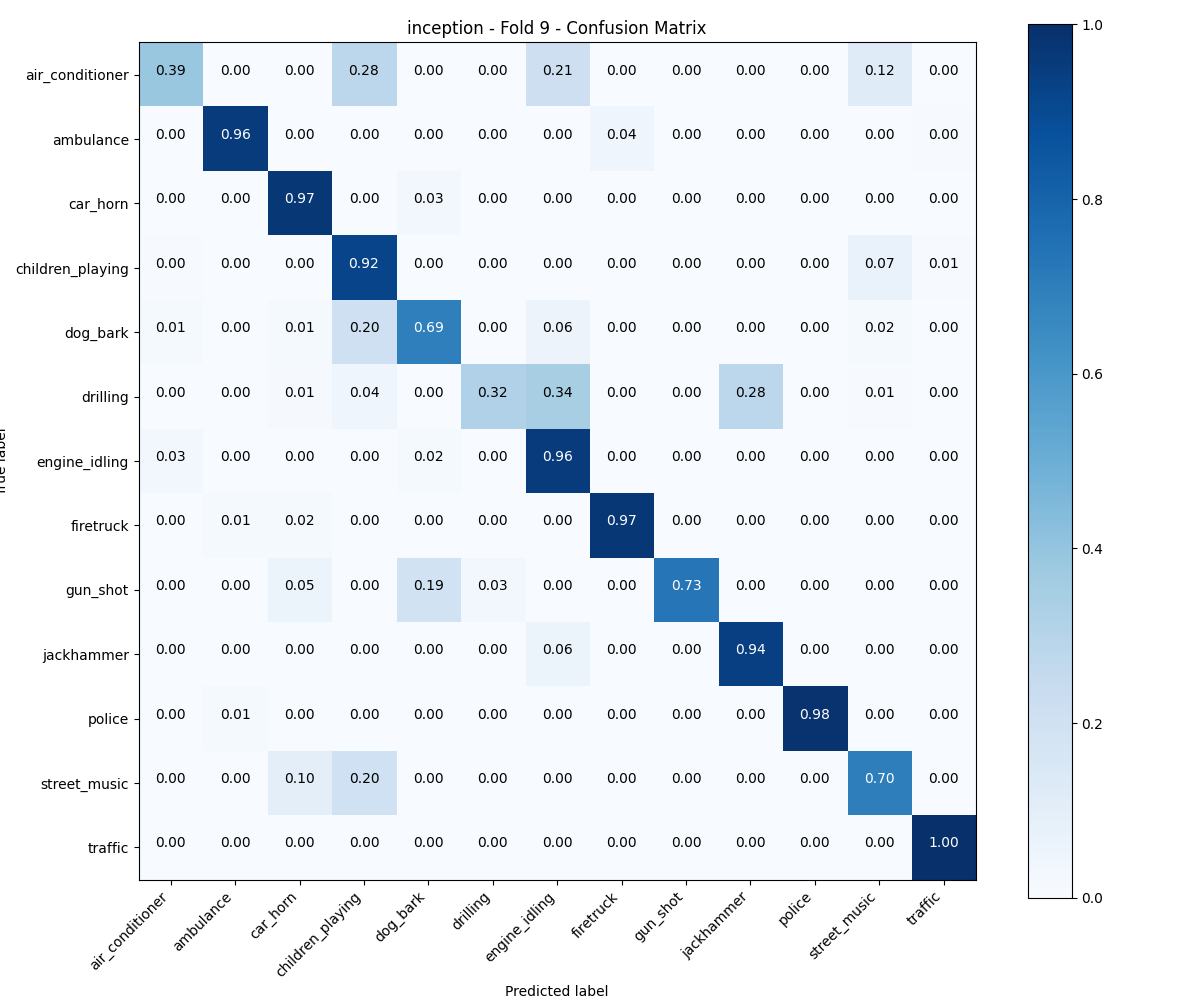 inception - Fold 9 - Confusion Matrix
air_conditioner 0.39 0.00 0.00 0.28 0.00 0.00 0.21 0.00 0.00 0.00 0.00 0.12 0.00
ambulance 0.00 0.96 0.00 0.00 0.00 0.00 0.00 0.04 0.00 0.00 0.00 0.00 0.00
car_horn 0.00 0.00 0.97 0.00 0.03 0.00 0.00 0.00 0.00 0.00 0.00 0.00 0.00
children_playing 0.00 0.00 0.00 0.92 0.00 0.00 0.00 0.00 0.00 0.00 0.00 0.07 0.01
dog_bark 0.01 0.00 0.01 0.20 0.69 0.00 0.06 0.00 0.00 0.00 0.00 0.02 0.00
drilling 0.00 0.00 0.01 0.04 0.00 0.32 0.34 0.00 0.00 0.28 0.00 0.01 0.00
engine_idling 0.03 0.00 0.00 0.00 0.02 0.00 0.96 0.00 0.00 0.00 0.00 0.00 0.00
firetruck 0.00 0.01 0.02 0.00 0.00 0.00 0.00 0.97 0.00 0.00 0.00 0.00 0.00
gun_shot 0.00 0.00 0.05 0.00 0.19 0.03 0.00 0.00 0.73 0.00 0.00 0.00 0.00
jackhammer 0.00 0.00 0.00 0.00 0.00 0.00 0.06 0.00 0.00 0.94 0.00 0.00 0.00
police 0.00 0.01 0.00 0.00 0.00 0.00 0.00 0.00 0.00 0.00 0.98 0.00 0.00
street_music 0.00 0.00 0.10 0.20 0.00 0.00 0.00 0.00 0.00 0.00 0.00 0.70 0.00
traffic 0.00 0.00 0.00 0.00 0.00 0.00 0.00 0.00 0.00 0.00 0.00 0.00 1.00
air_conditioner ambulance car_horn children_playing dog_bark drilling engine_idling firetruck gun_shot jackhammer police street_music traffic
Predicted label
1.0
0.8
0.6
0.4
0.2
0.0